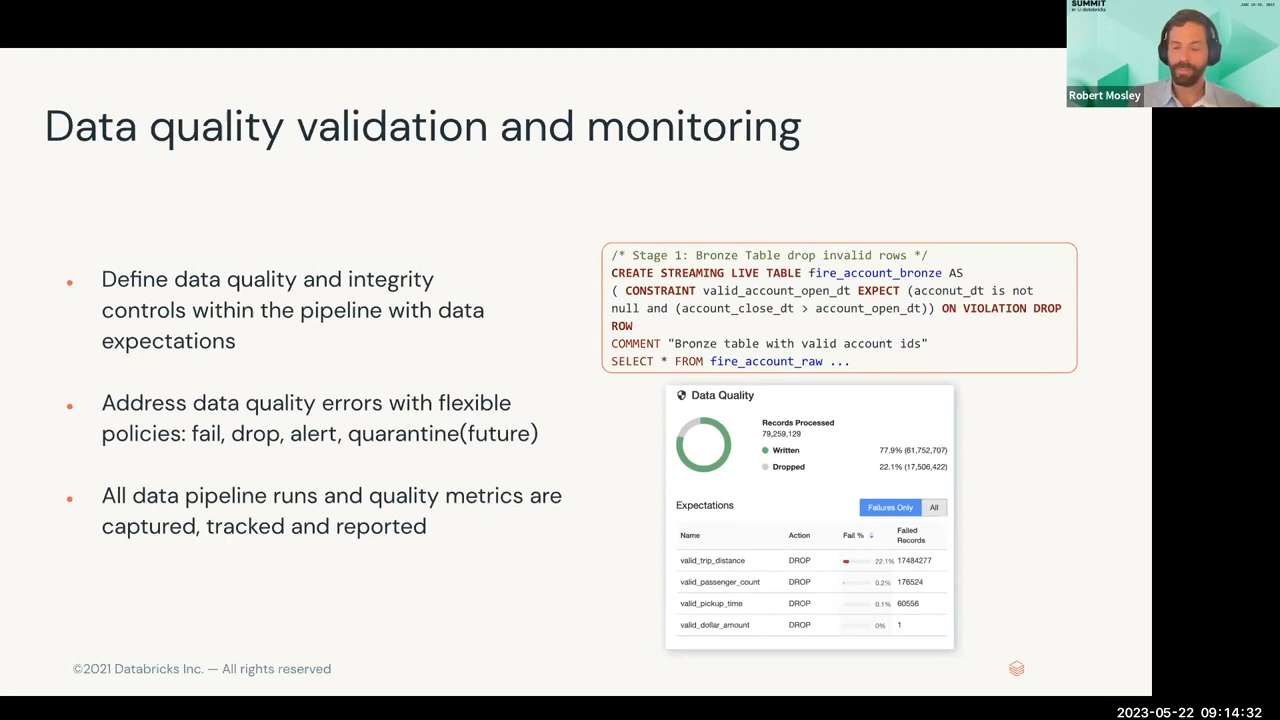 SUMMIT
Robert Mosley
Data quality validation and monitoring
Define data quality and integrity
controls within the pipeline with data
expectations
Address data quality errors with flexible
policies: fail, drop, alert, quarantine(future)
All data pipeline runs and quality metrics are
captured, tracked and reported
/* Stage 1: Bronze Table drop invalid rows */
CREATE STREAMING LIVE TABLE fire_account_bronze AS
( CONSTRAINT valid_account_open_dt EXPECT (acconut_dt is not
null and (account_close_dt > account_open_dt)) ON VIOLATION DROP
ROW
COMMENT "Bronze table with valid account ids"
SELECT * FROM fire_account_raw ...
Data Quality
Records Processed
79,259,129
Written 77.9% (61,752,707)
Dropped 22.1% (17,506,422)
Expectations Failures Only All
Name Action Fail % Failed
Records
valid_trip_distance DROP 22.1% 17484277
valid_passenger_count DROP 0.2% 176524
valid_pickup_time DROP 0.1% 60556
valid_dollar_amount DROP 0% 1
©2021 Databricks Inc. — All rights reserved
2023-05-22 09:14:32